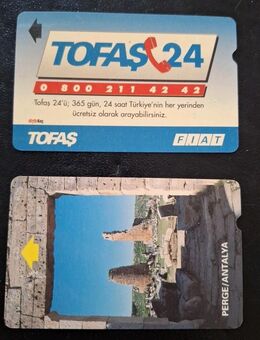 TOFAŞ 24
0 800 211 42 42
Tofaş 24'ü; 365 gün, 24 saat Türkiye'nin her yerinden
ücretsiz olarak arayabilirsiniz.
TOFAŞ
FIAT
PERGE/ANTALYA